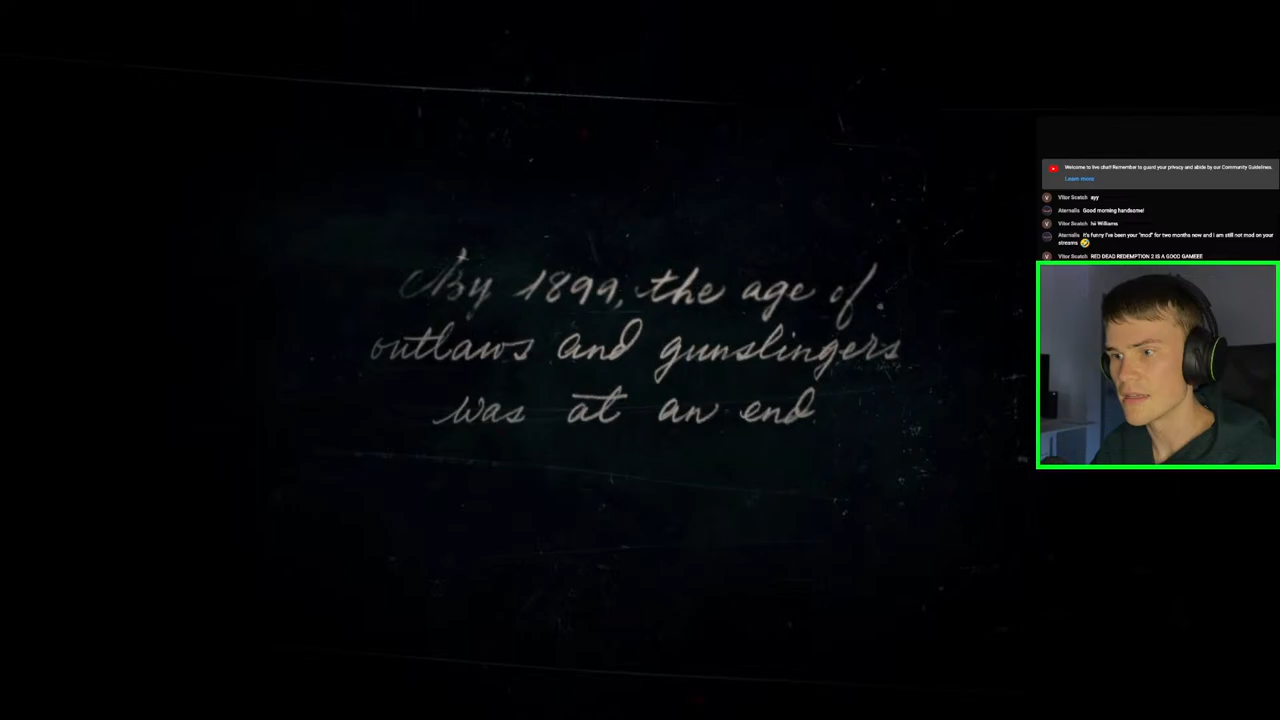 By 1899, the age of
outlaws and gunslingers
was at an end
Welcome to live chat! Remember to guard your privacy and abide by our Community Guidelines.
Learn more
Vitor Scatch ayy
Aternalis Good morning handsome!
Vitor Scatch hii Williams
Aternalis it's funny I've been your "mod" for two months now and I am still not mod on your
streams 🤣
Vitor Scatch RED DEAD REDEMPTION 2 IS A GOOD GAMEEE